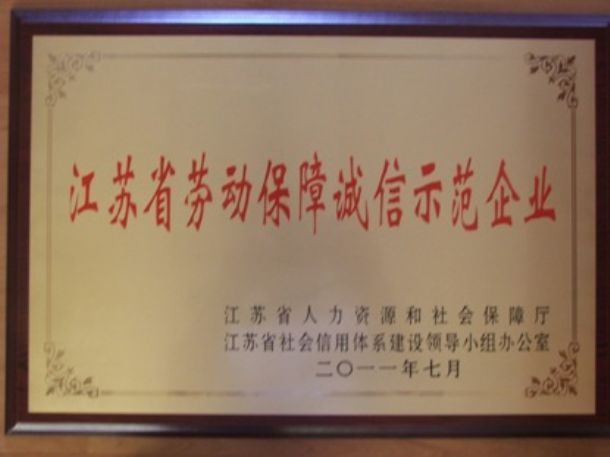 江苏省劳动保障诚信示范企业
江苏省人力资源和社会保障厅
江苏省社会信用体系建设领导小组办公室
二〇一一年七月